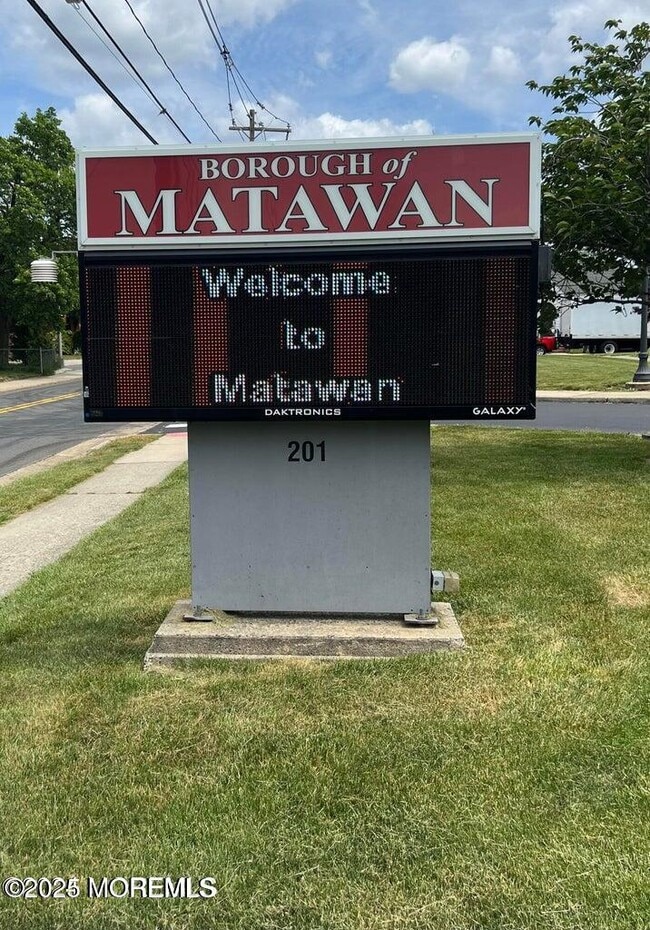 BOROUGH of
MATAWAN
Welcome
to
Matawan
DAKTRONICS
GALAXY
201
©2025 MOREMLS